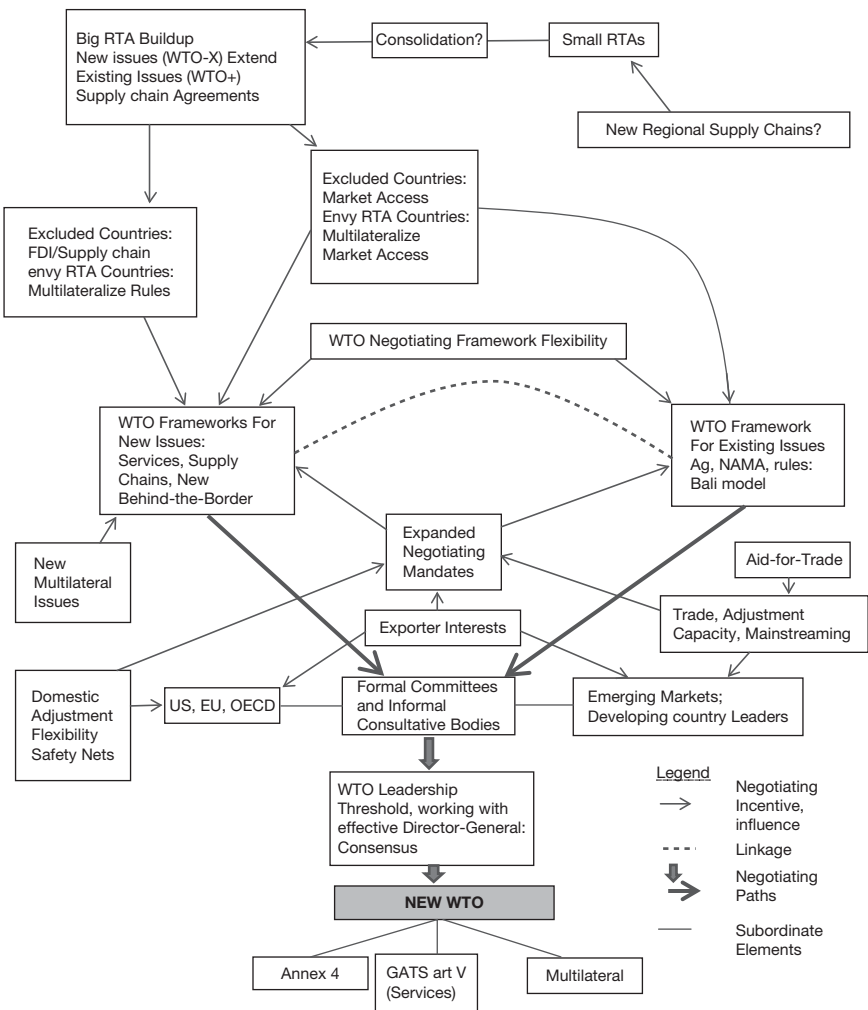 Big RTA Buildup
New issues (WTO-X) Extend
Existing Issues (WTO+)
Supply chain Agreements
Consolidation?
Small RTAs
New Regional Supply Chains?
Excluded Countries:
Market Access
Envy RTA Countries:
Multilateralize
Market Access
Excluded Countries:
FDI/Supply chain
envy RTA Countries:
Multilateralize Rules
WTO Negotiating Framework Flexibility
WTO Frameworks For
New Issues:
Services, Supply
Chains, New
Behind-the-Border
WTO Framework
For Existing Issues
Ag, NAMA, rules:
Bali model
New
Multilateral
Issues
Expanded
Negotiating
Mandates
Aid-for-Trade
Trade, Adjustment
Capacity, Mainstreaming
Exporter Interests
Domestic
Adjustment
Flexibility
Safety Nets
US, EU, OECD
Formal Committees
and Informal
Consultative Bodies
Emerging Markets;
Developing country Leaders
WTO Leadership
Threshold, working with
effective Director-General:
Consensus
NEW WTO
Annex 4
GATS art V
(Services)
Multilateral
Legend
Negotiating
Incentive,
influence
Linkage
Negotiating
Paths
Subordinate
Elements